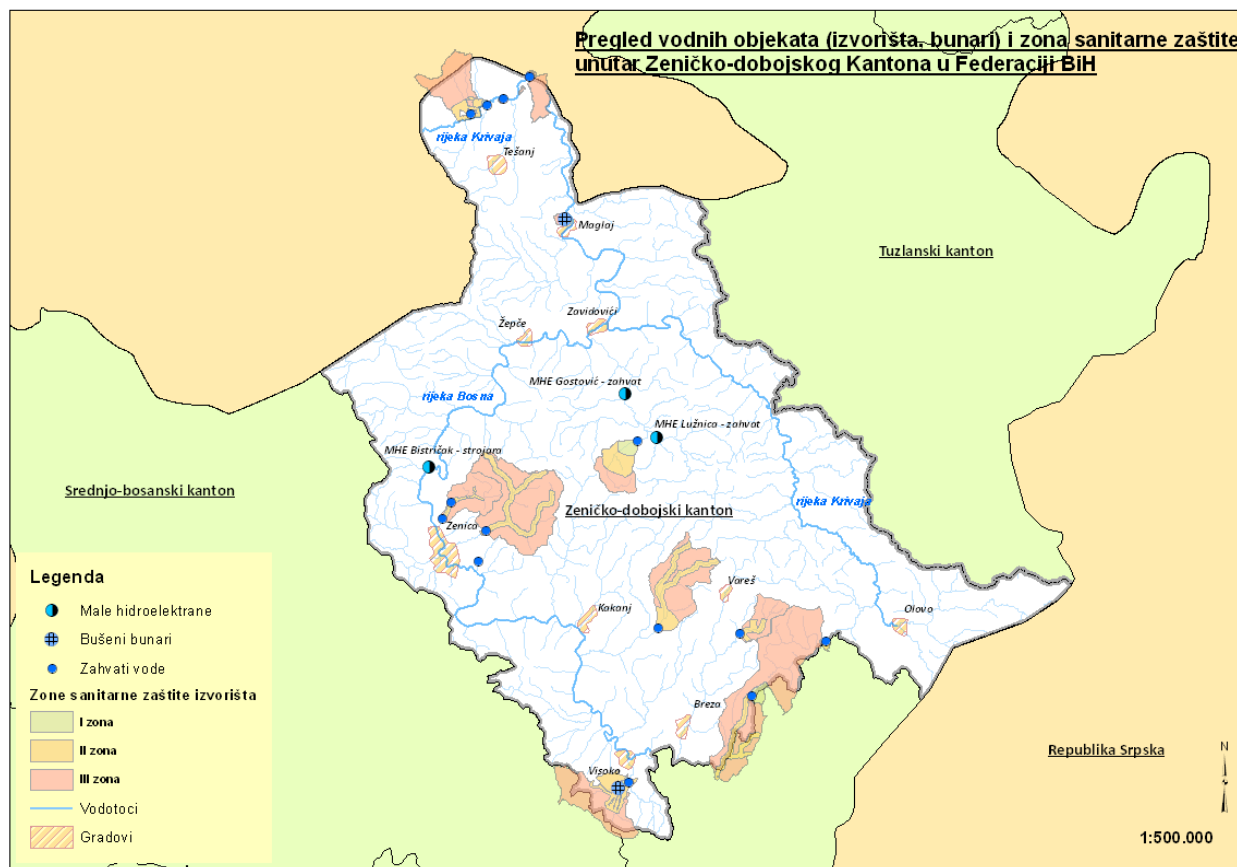 Pregled vodnih objekata (izvorišta, bunari) i zona sanitarne zaštite
unutar Zeničko-dobojskog Kantona u Federaciji BiH
rijeka Krivaja
Tešanj
Maglaj
Tuzlanski kanton
Zavidovići
Žepče
MHE Gostović - zahvat
rijeka Bosna
MHE Lužnica - zahvat
MHE Bistričak - strojara
Srednjo-bosanski kanton
Zeničko-dobojski kanton
rijeka Krivaja
Zenica
Vareš
Kakanj
Olovo
Breza
Visoko
Republika Srpska
N
1:500.000
Legenda
Male hidroelektrane
Bušeni bunari
Zahvati vode
Zone sanitarne zaštite izvorišta
I zona
II zona
III zona
Vodotoci
Gradovi